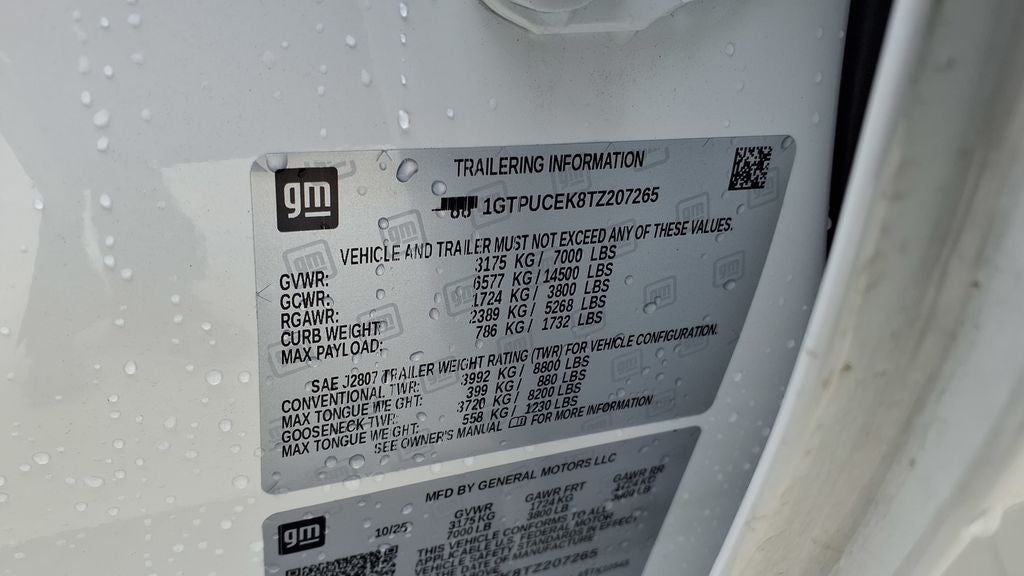 TRAILERING INFORMATION
gm
1GTPUCEK8TZ207265
VEHICLE AND TRAILER MUST NOT EXCEED ANY OF THESE VALUES.
GVWR: 3175 KG / 7000 LBS
GCWR: 6577 KG / 14500 LBS
RGAWR: 1724 KG / 3800 LBS
CURB WEIGHT: 2389 KG / 5268 LBS
MAX PAYLOAD: 786 KG / 1732 LBS
SAE J2807 TRAILER WEIGHT RATING (TWR) FOR VEHICLE CONFIGURATION.
CONVENTIONAL TWR: 3992 KG / 8800 LBS
MAX TONGUE WEIGHT: 399 KG / 880 LBS
GOOSENECK TWR: 3720 KG / 8200 LBS
MAX TONGUE WEIGHT: 558 KG / 1230 LBS
SEE OWNER'S MANUAL FOR MORE INFORMATION
MFD BY GENERAL MOTORS LLC
gm
10/25
GVWR GAWR FRT GAWR RR
3175 KG 1724 KG
7000 LB 3800 LB
THIS VEHICLE CONFORMS TO ALL